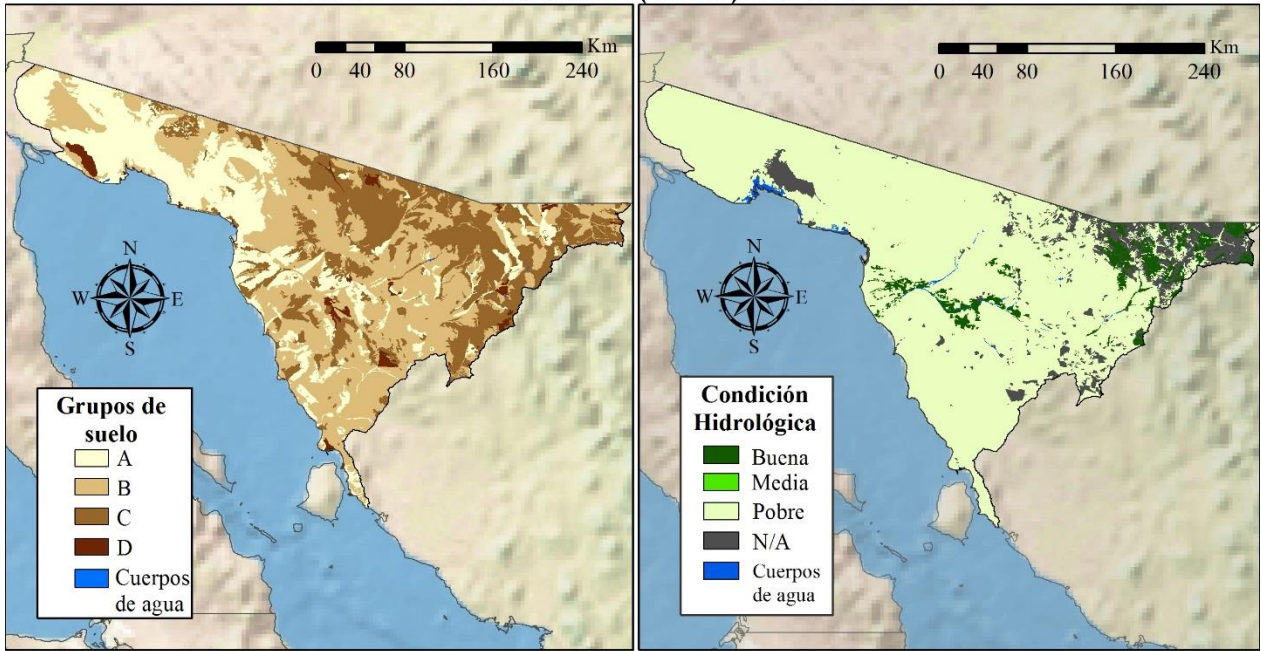 Km
0 40 80 160 240
N
W E
S
Grupos de
suelo
A
B
C
D
Cuerpos
de agua
Km
0 40 80 160 240
N
W E
S
Condición
Hidrológica
Buena
Media
Pobre
N/A
Cuerpos
de agua